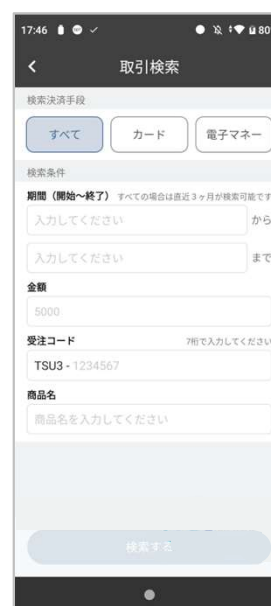 17:46 80
取引検索
検索決済手段
すべて カード 電子マネー
検索条件
期間（開始〜終了） すべての場合は直近３ヶ月が検索可能です
入力してください から
入力してください まで
金額
5000
受注コード 7桁で入力してください
TSU3 - 1234567
商品名
商品名を入力してください
検索する